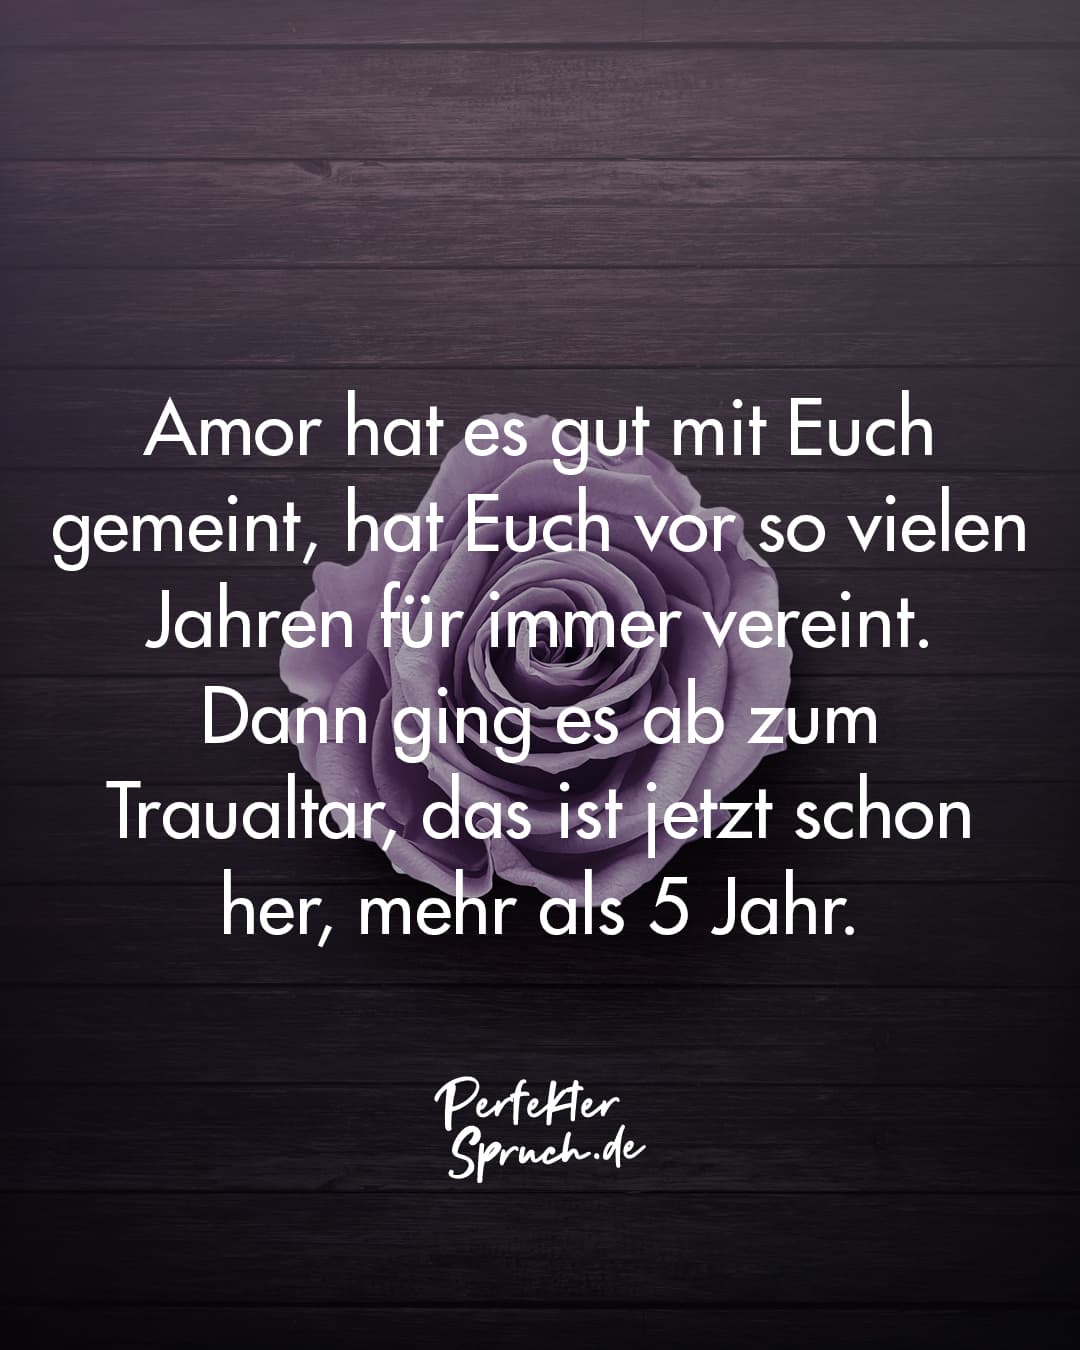 Amor hat es gut mit Euch
gemeint, hat Euch vor so vielen
Jahren für immer vereint.
Dann ging es ab zum
Traualtar, das ist jetzt schon
her, mehr als 5 Jahr.
Perfekter
Spruch.de